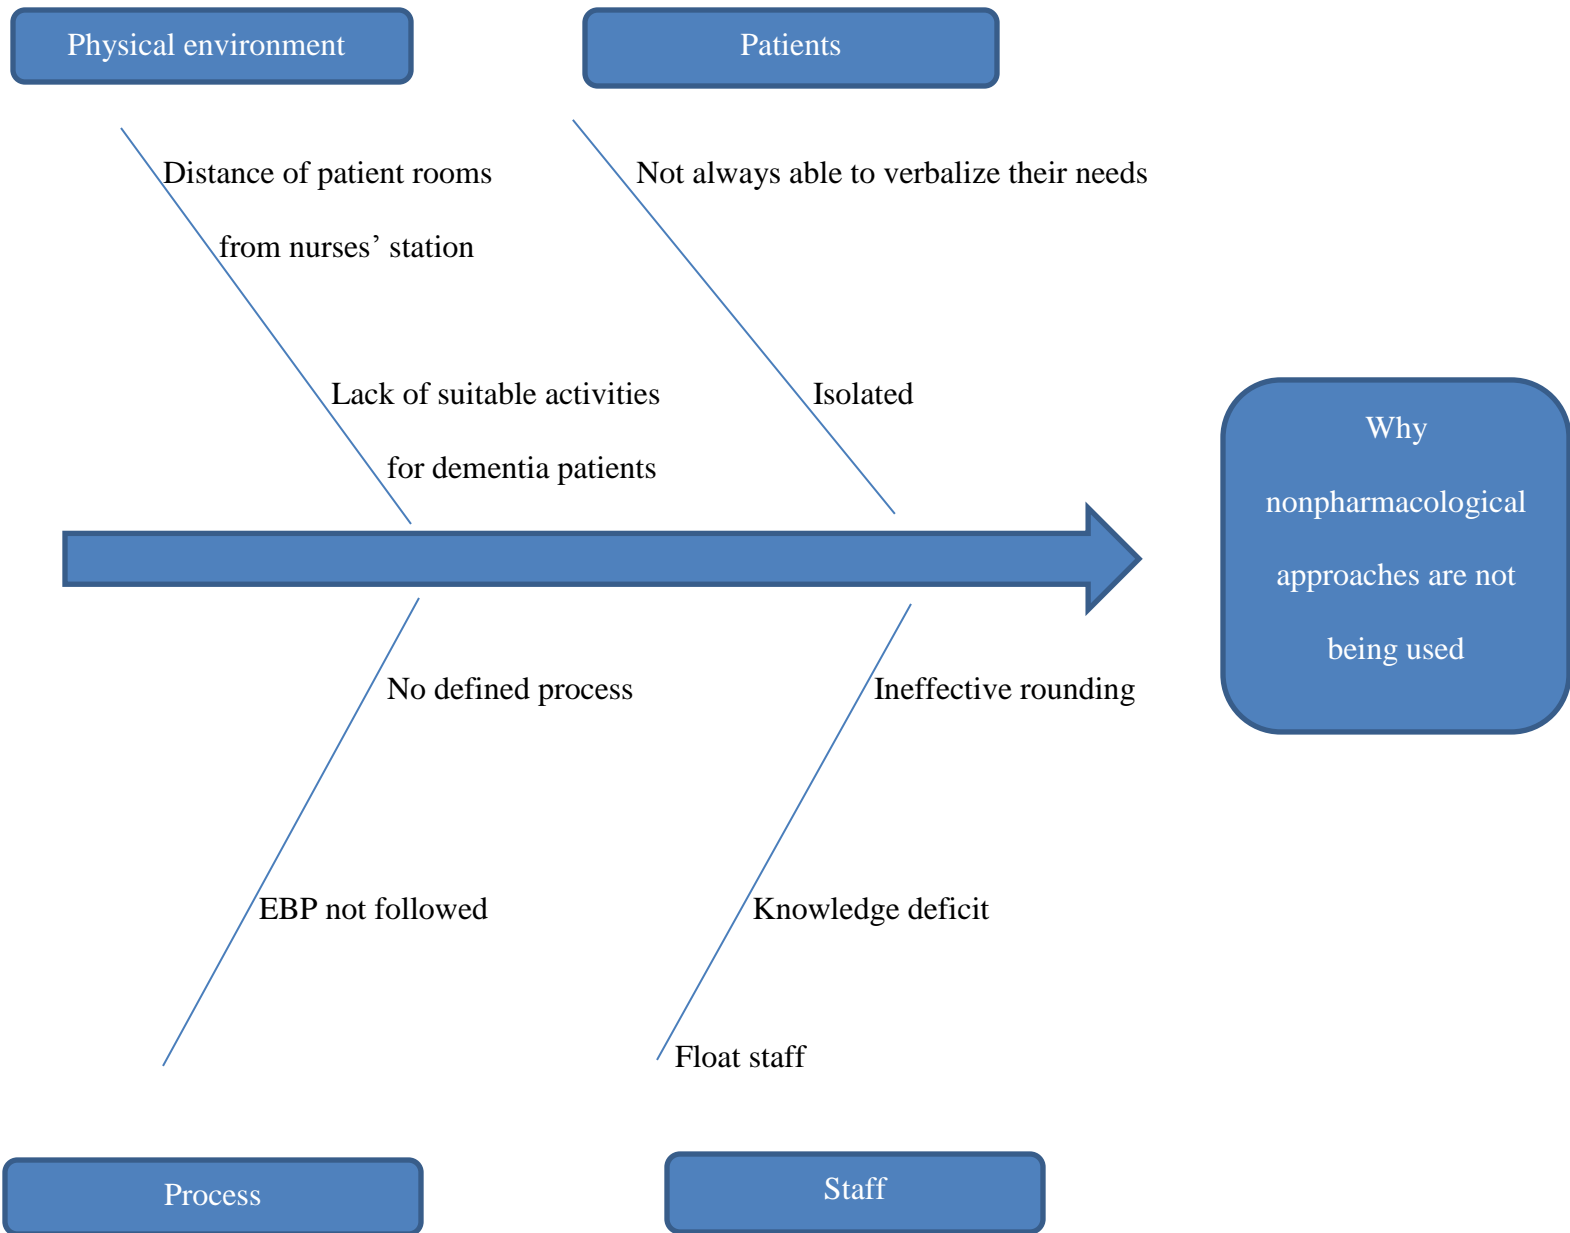 Physical environment
Patients
Distance of patient rooms
from nurses’ station
Not always able to verbalize their needs
Lack of suitable activities
for dementia patients
Isolated
Why
nonpharmacological
approaches are not
being used
No defined process
Ineffective rounding
EBP not followed
Knowledge deficit
Float staff
Process
Staff